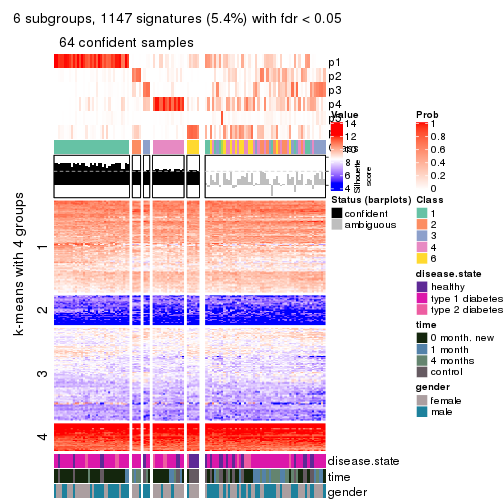 6 subgroups, 1147 signatures (5.4%) with fdr < 0.05
64 confident samples
p1
p2
p3
p4
Value
14
12
8
4
Silhouette
score
Prob
1
0.8
0.6
0.4
0.2
0
Status (barplots)
confident
ambiguous
Class
1
2
3
4
6
disease.state
healthy
type 1 diabetes
type 2 diabetes
time
0 month. new
1 month
4 months
control
gender
female
male
k-means with 4 groups
1
2
3
4
disease.state
time
gender